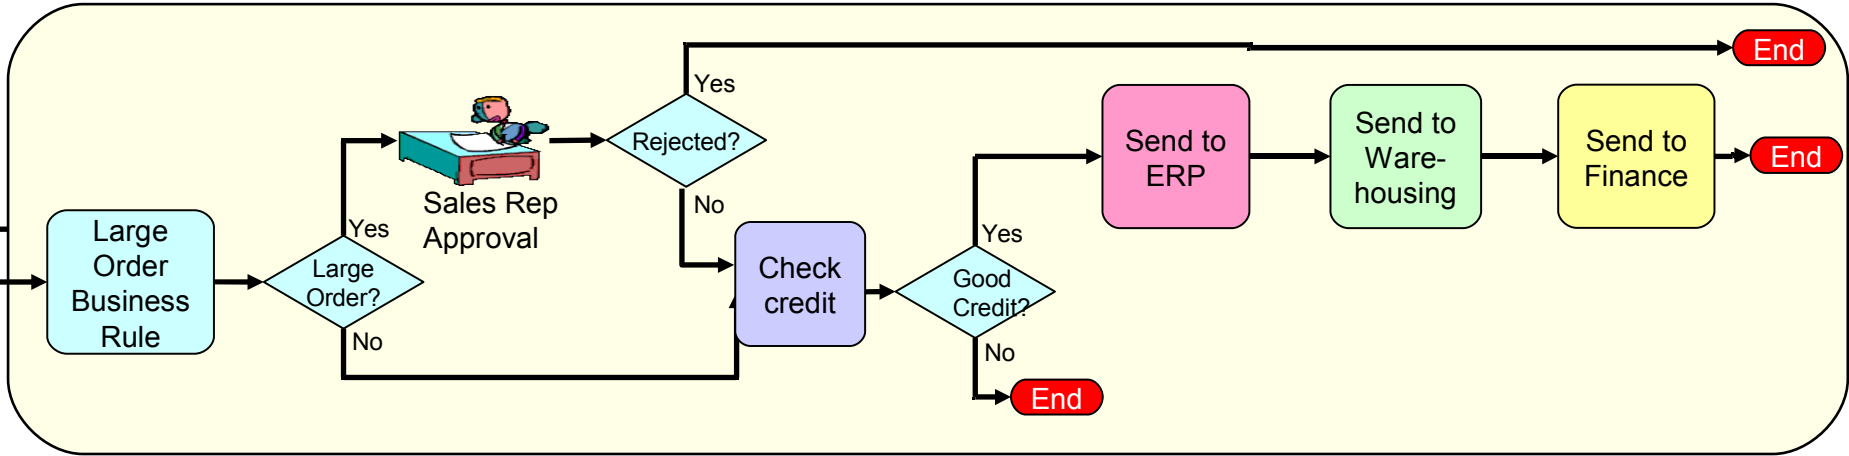 Large
Order
Business
Rule
Large
Order?
Yes
No
Sales Rep
Approval
Rejected?
Yes
No
Check
credit
Good
Credit?
Yes
No
End
Send to
ERP
Send to
Ware-
housing
Send to
Finance
End
End